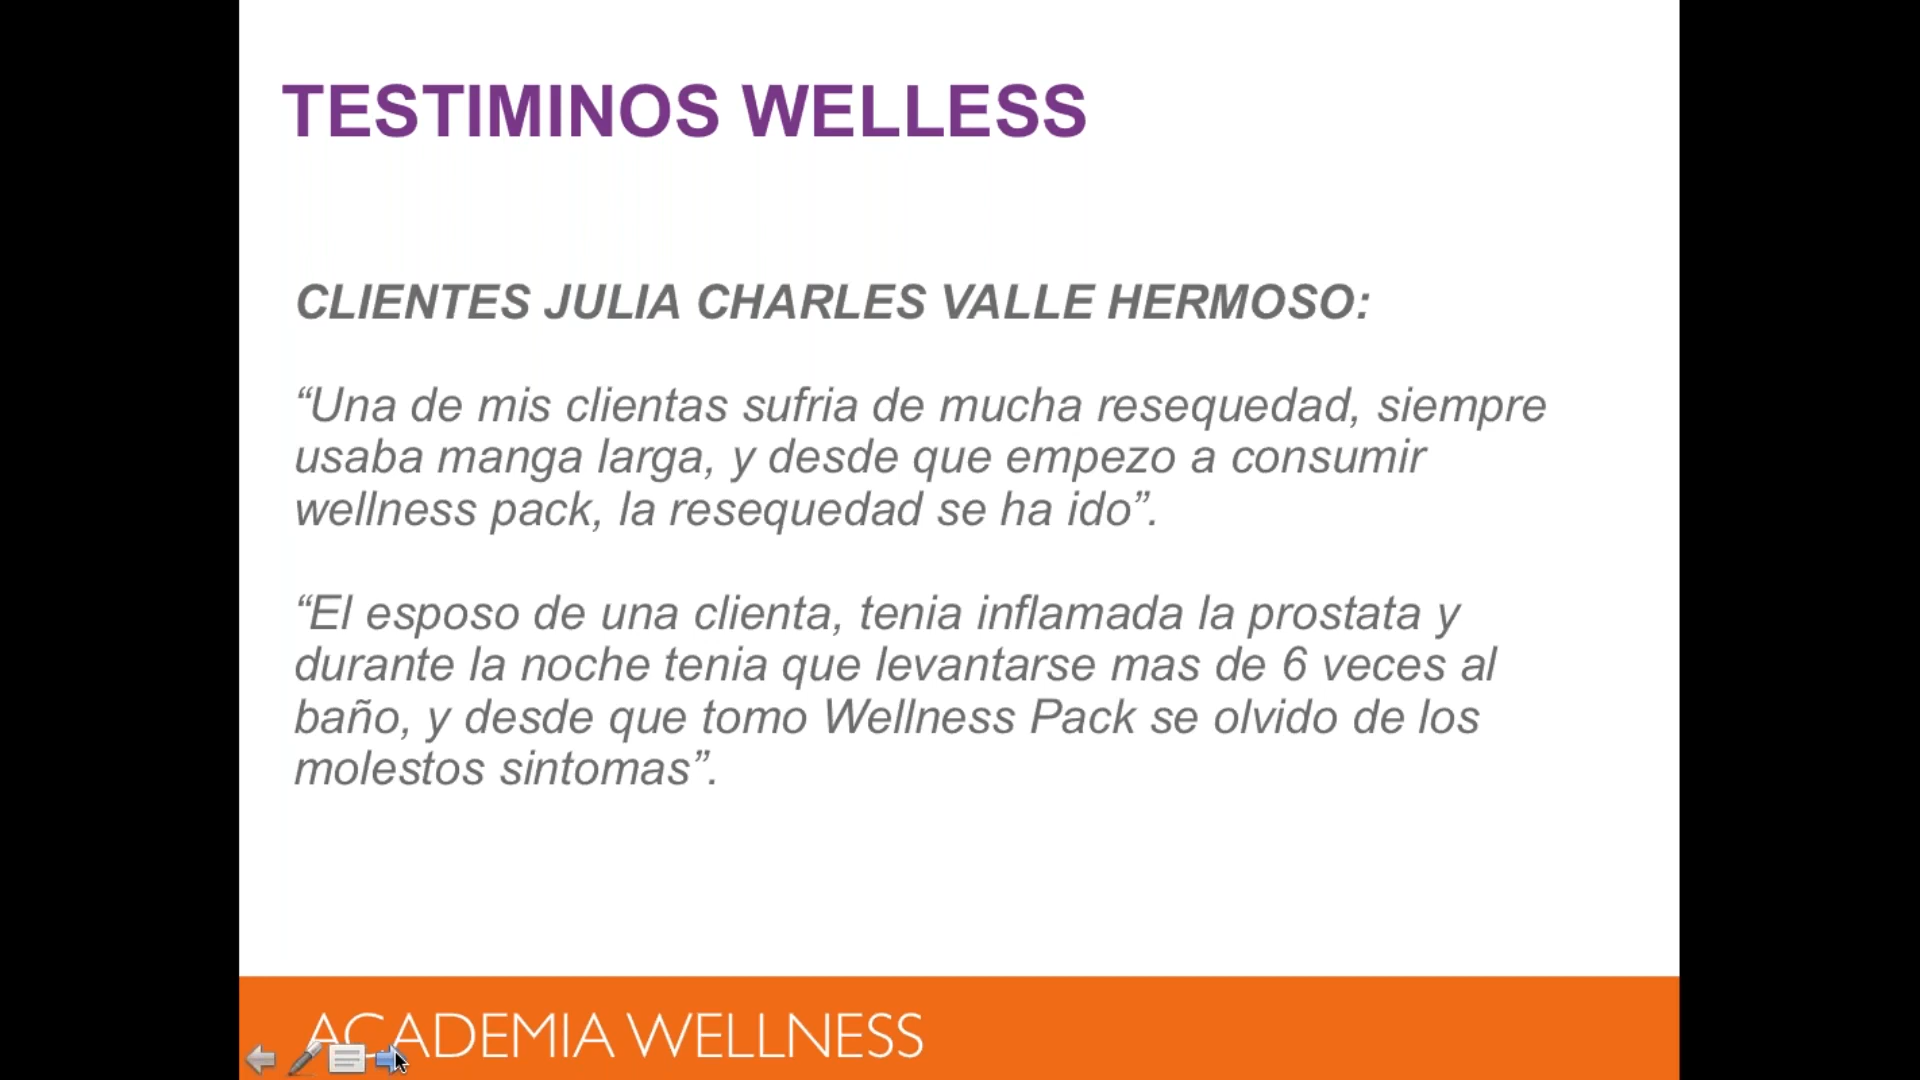 TESTIMINOS WELLESS
CLIENTES JULIA CHARLES VALLE HERMOSO:
“Una de mis clientas sufria de mucha resequedad, siempre
usaba manga larga, y desde que empezo a consumir
wellness pack, la resequedad se ha ido”.
“El esposo de una clienta, tenia inflamada la prostata y
durante la noche tenia que levantarse mas de 6 veces al
baño, y desde que tomo Wellness Pack se olvido de los
molestos sintomas”.
ACADEMIA WELLNESS